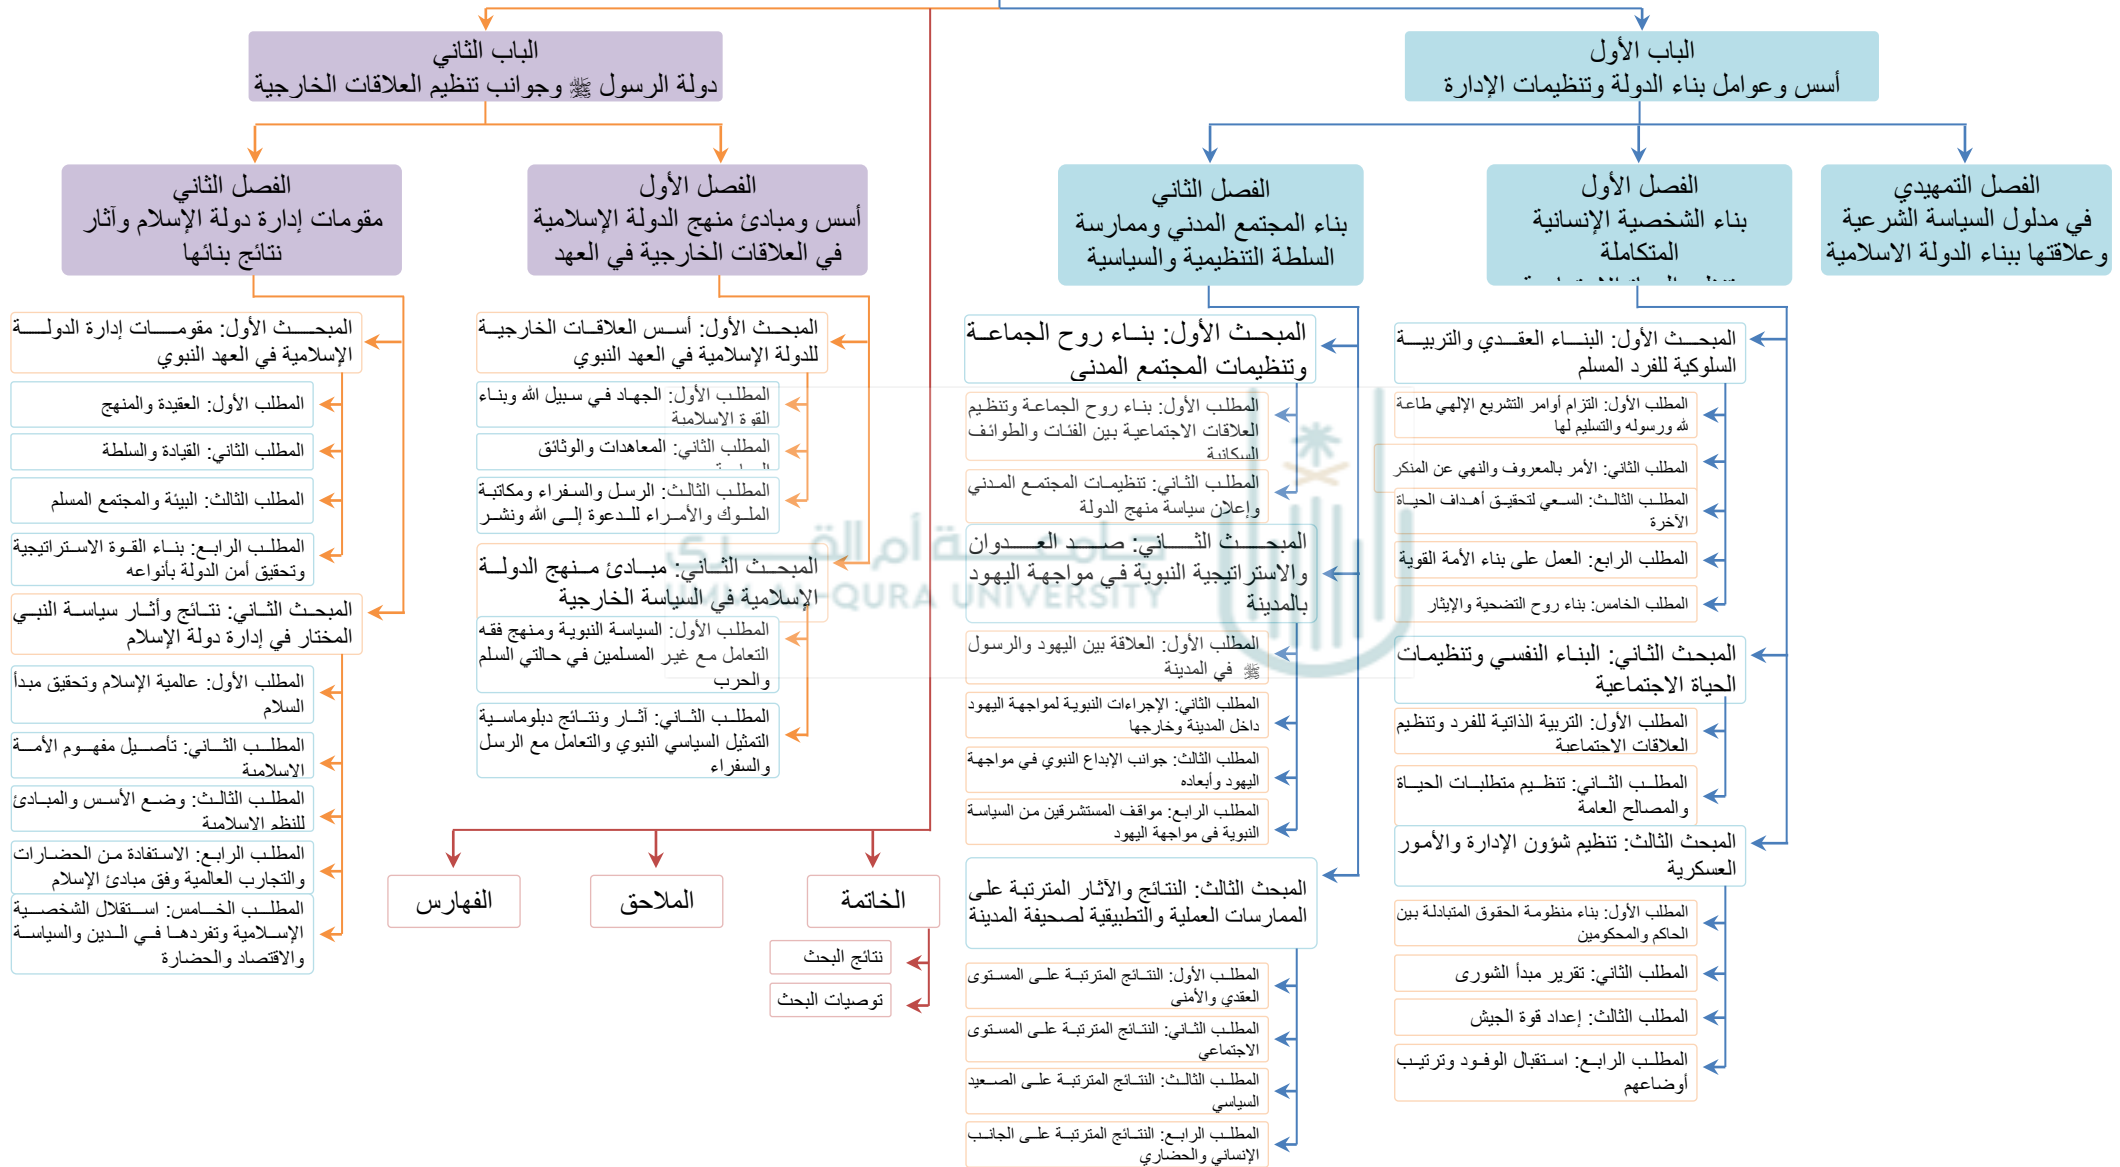 الباب الأول
أسس وعوامل بناء الدولة وتنظيمات الإدارة
الفصل التمهيدي
في مدلول السياسة الشرعية
وعلاقتها ببناء الدولة الاسلامية
الفصل الأول
بناء الشخصية الإنسانية
المتكاملة
المبحث الأول: البناء العقدي والتربية
السلوكية للفرد المسلم
المطلب الأول: التزام أوامر التشريع الإلهي طاعة
لله ورسوله والتسليم لها
المطلب الثاني: الأمر بالمعروف والنهي عن المنكر
المطلب الثالث: السعي لتحقيق أهداف الحياة
الآخرة
المطلب الرابع: العمل على بناء الأمة القوية
المطلب الخامس: بناء روح التضحية والإيثار
المبحث الثاني: البناء النفسي وتنظيمات
الحياة الاجتماعية
المطلب الأول: التربية الذاتية للفرد وتنظيم
العلاقات الاجتماعية
المطلب الثاني: تنظيم متطلبات الحياة
والمصالح العامة
المبحث الثالث: تنظيم شؤون الإدارة والأمور
العسكرية
المطلب الأول: بناء منظومة الحقوق المتبادلة بين
الحاكم والمحكومين
المطلب الثاني: تقرير مبدأ الشورى
المطلب الثالث: إعداد قوة الجيش
المطلب الرابع: استقبال الوفود وترتيب
أوضاعهم
الفصل الثاني
بناء المجتمع المدني وممارسة
السلطة التنظيمية والسياسية
المبحث الأول: بناء روح الجماعة
وتنظيمات المجتمع المدني
المطلب الأول: بناء روح الجماعة وتنظيم
العلاقات الاجتماعية بين الفئات والطوائف
السكانية
المطلب الثاني: تنظيمات المجتمع المدني
وإعلان سياسة منهج الدولة
المبحث الثاني: صد العدوان
والاستراتيجية النبوية في مواجهة اليهود
بالمدينة
المطلب الأول: العلاقة بين اليهود والرسول
ﷺ في المدينة
المطلب الثاني: الإجراءات النبوية لمواجهة اليهود
داخل المدينة وخارجها
المطلب الثالث: جوانب الإبداع النبوي في مواجهة
اليهود وأبعاده
المطلب الرابع: مواقف المستشرقين من السياسة
النبوية في مواجهة اليهود
المبحث الثالث: النتائج والآثار المترتبة على
الممارسات العملية والتطبيقية لصحيفة المدينة
المطلب الأول: النتائج المترتبة على المستوى
العقدي والأمني
المطلب الثاني: النتائج المترتبة على المستوى
الاجتماعي
المطلب الثالث: النتائج المترتبة على الصعيد
السياسي
المطلب الرابع: النتائج المترتبة على الجانب
الإنساني والحضاري
الباب الثاني
دولة الرسول ﷺ وجوانب تنظيم العلاقات الخارجية
الفصل الأول
أسس ومبادئ منهج الدولة الإسلامية
في العلاقات الخارجية في العهد
المبحث الأول: أسس العلاقات الخارجية
للدولة الإسلامية في العهد النبوي
المطلب الأول: الجهاد في سبيل الله وبناء
القوة الاسلامية
المطلب الثاني: المعاهدات والوثائق
المطلب الثالث: الرسل والسفراء ومكاتبة
الملوك والأمراء للدعوة إلى الله ونشر
المبحث الثاني: مبادئ منهج الدولة
الإسلامية في السياسة الخارجية
المطلب الأول: السياسة النبوية ومنهج فقه
التعامل مع غير المسلمين في حالتي السلم
والحرب
المطلب الثاني: آثار ونتائج دبلوماسية
التمثيل السياسي النبوي والتعامل مع الرسل
والسفراء
الفصل الثاني
مقومات إدارة دولة الإسلام وآثار
نتائج بنائها
المبحث الأول: مقومات إدارة الدولة
الإسلامية في العهد النبوي
المطلب الأول: العقيدة والمنهج
المطلب الثاني: القيادة والسلطة
المطلب الثالث: البيئة والمجتمع المسلم
المطلب الرابع: بناء القوة الاستراتيجية
وتحقيق أمن الدولة بأنواعه
المبحث الثاني: نتائج وأثار سياسة النبي
المختار في إدارة دولة الإسلام
المطلب الأول: عالمية الإسلام وتحقيق مبدأ
السلام
المطلب الثاني: تأصيل مفهوم الأمة
الاسلامية
المطلب الثالث: وضع الأسس والمبادئ
للنظم الاسلامية
المطلب الرابع: الاستفادة من الحضارات
والتجارب العالمية وفق مبادئ الإسلام
المطلب الخامس: استقلال الشخصية
الإسلامية وتفردها في الدين والسياسة
والاقتصاد والحضارة
الخاتمة
نتائج البحث
توصيات البحث
الملاحق
الفهارس
جامعة أم القرى
UMM AL-QURA UNIVERSITY